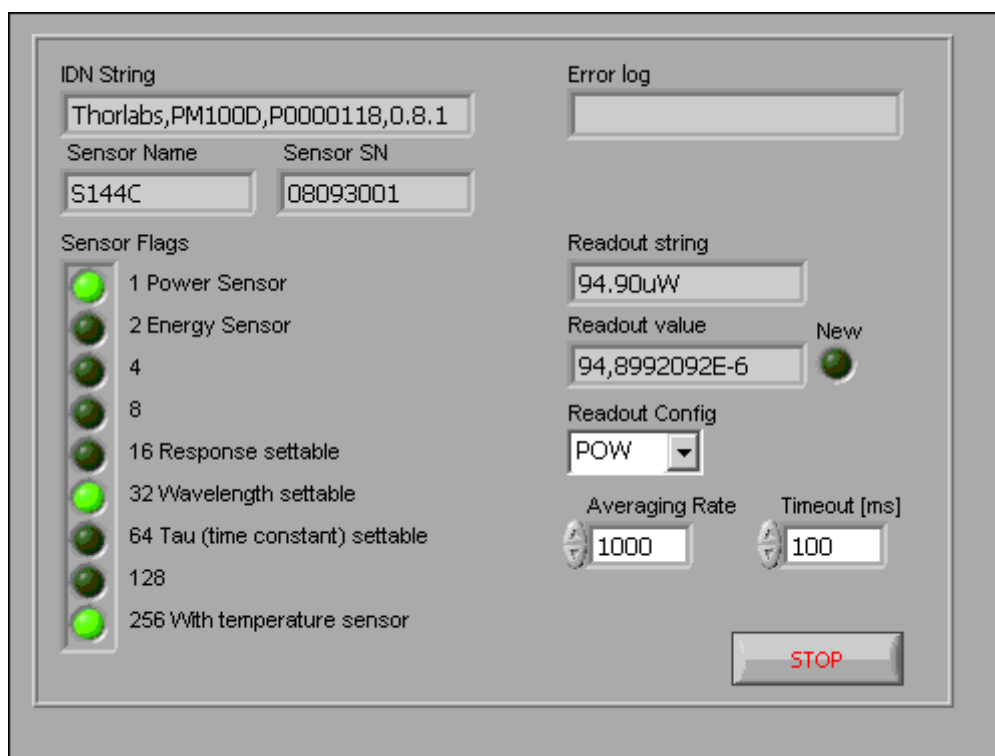 IDN String
Thorlabs,PM100D,P0000118,0.8.1
Sensor Name
Sensor SN
S144C
08093001
Error log
Sensor Flags
1 Power Sensor
2 Energy Sensor
4
8
16 Response settable
32 Wavelength settable
64 Tau (time constant) settable
128
256 With temperature sensor
Readout string
94.90uW
Readout value
New
94,8992092E-6
Readout Config
POW
Averaging Rate
Timeout [ms]
1000
100
STOP